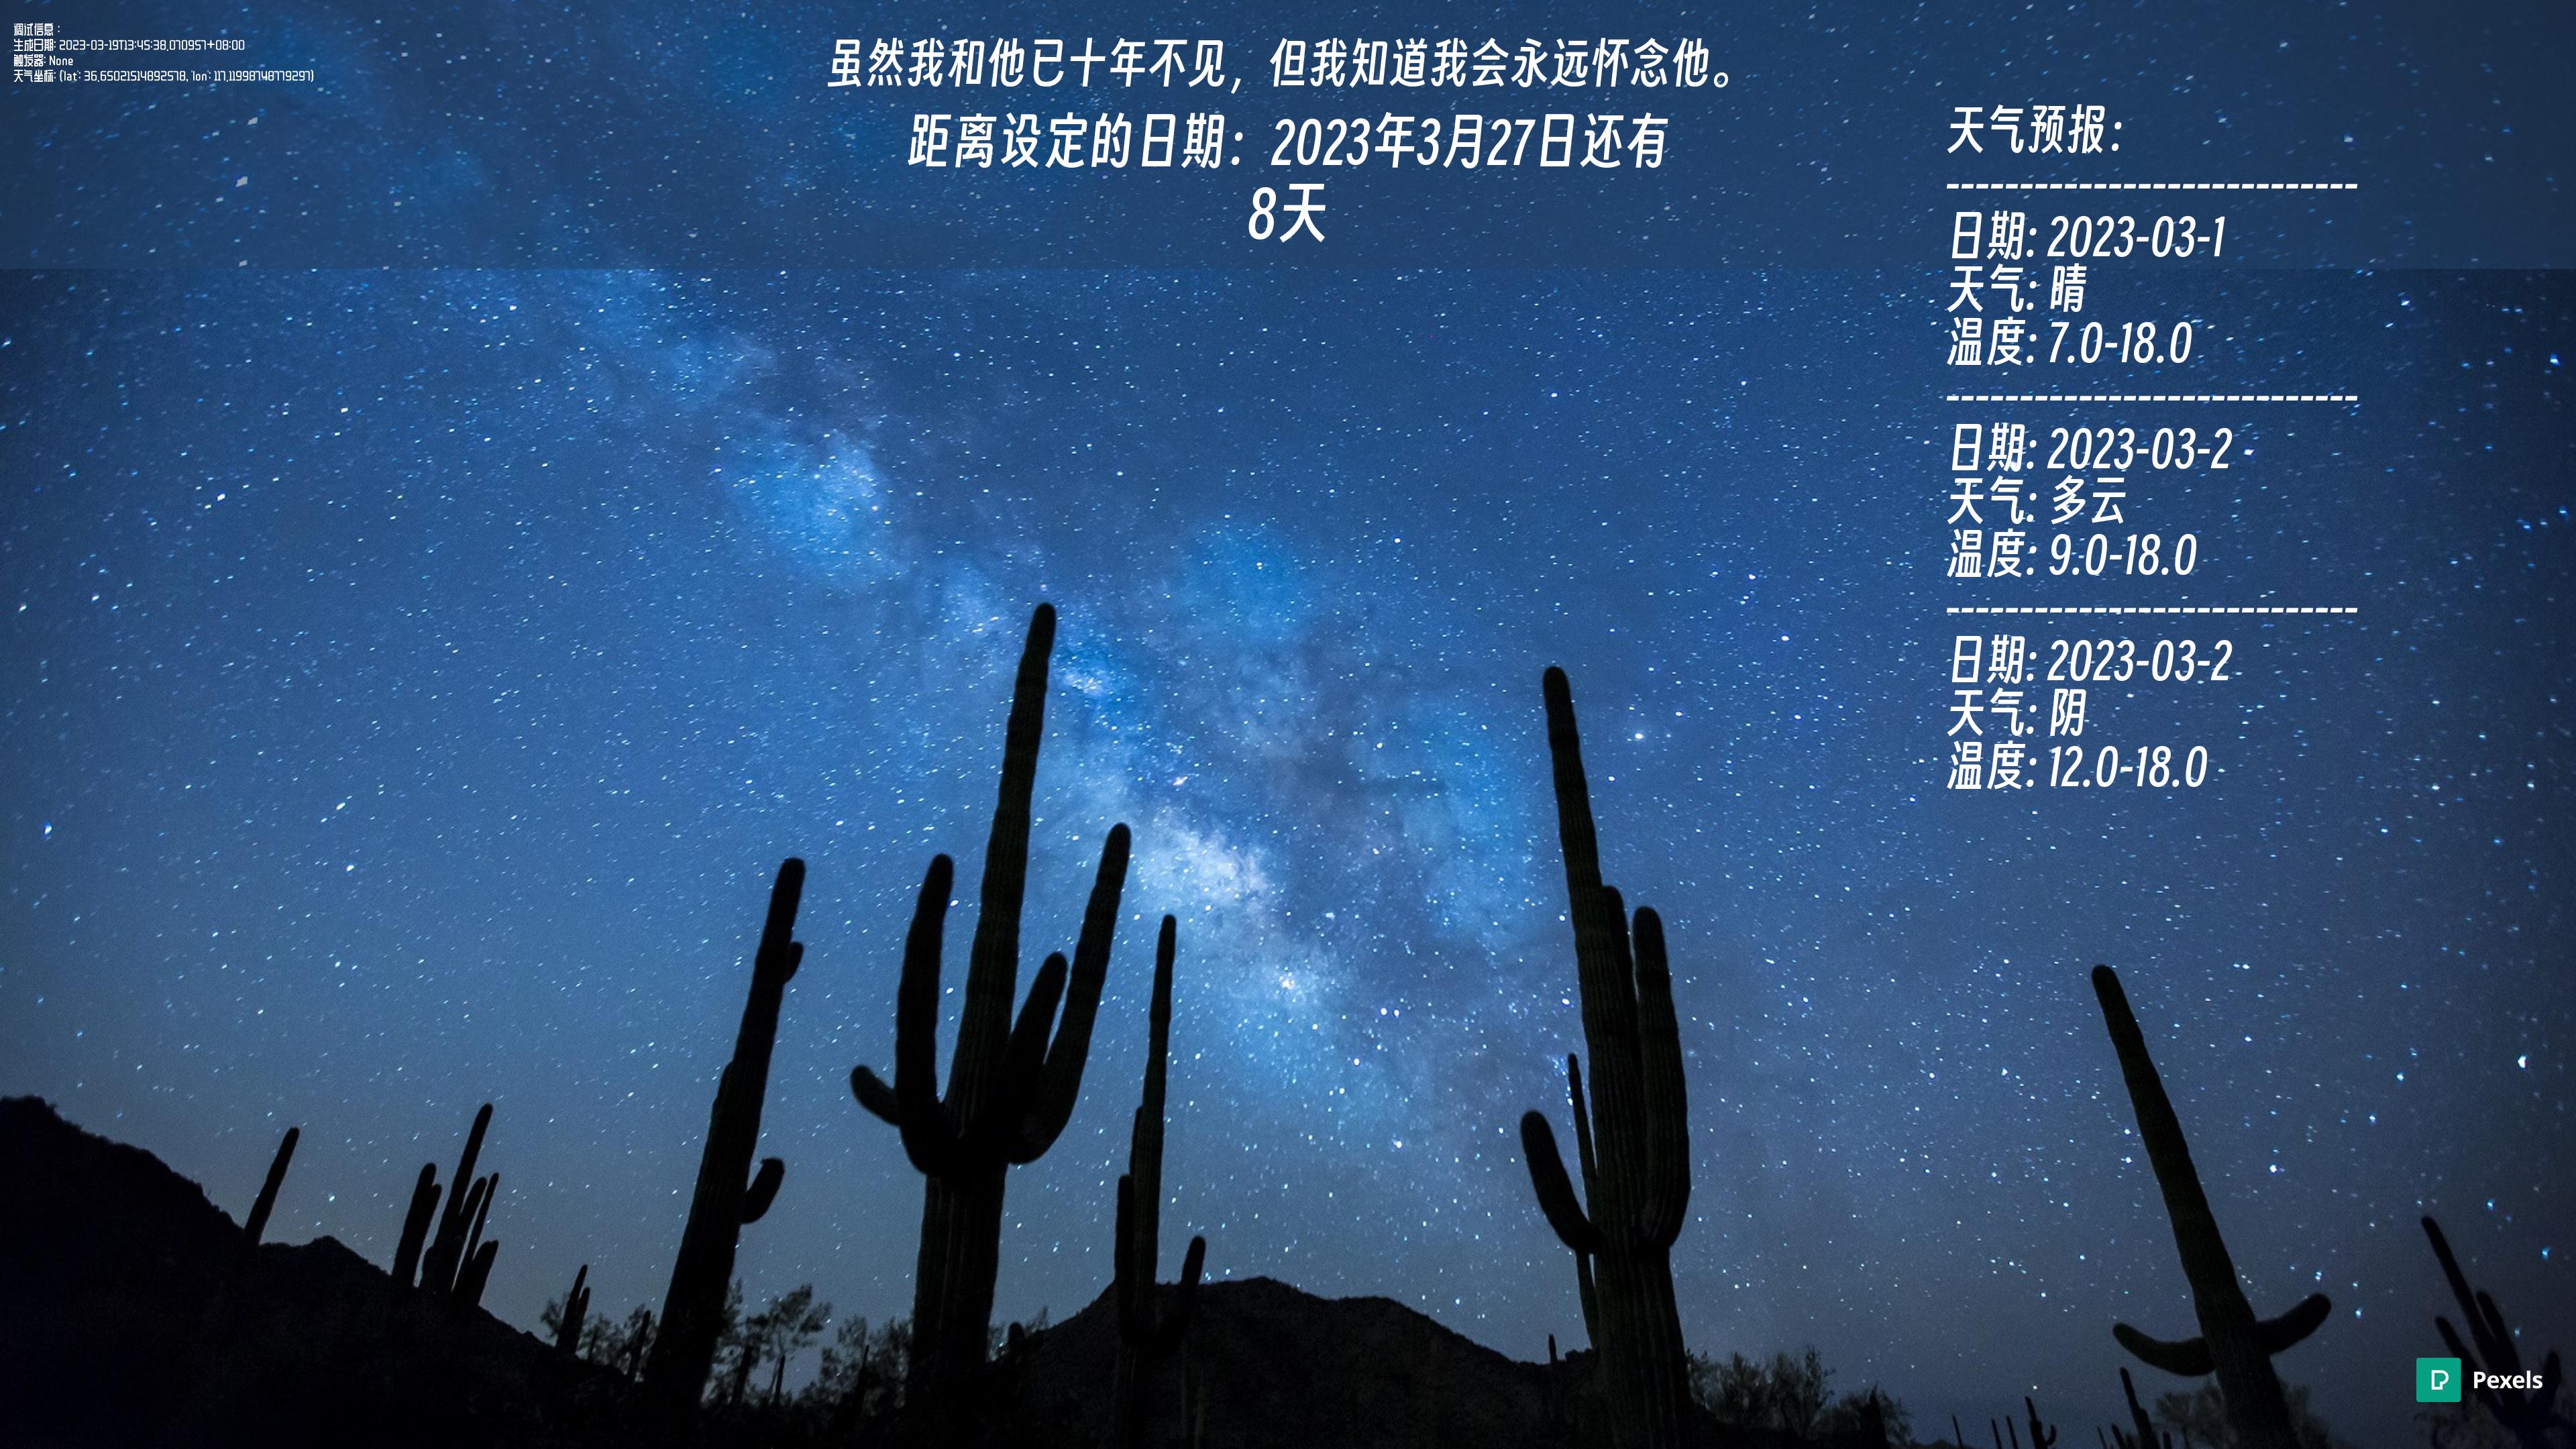 调试信息：
生成日期: 2023-03-19T13:45:38.070957+08:00
触发器: None
天气坐标: {lat: 36.65021514892578, lon: 117.11998748779297}
虽然我和他已十年不见，但我知道我会永远怀念他。
距离设定的日期：2023年3月27日还有
8天
天气预报：
----------------------------
日期: 2023-03-1
天气: 晴
温度: 7.0-18.0
----------------------------
日期: 2023-03-2
天气: 多云
温度: 9.0-18.0
----------------------------
日期: 2023-03-2
天气: 阴
温度: 12.0-18.0
Pexels